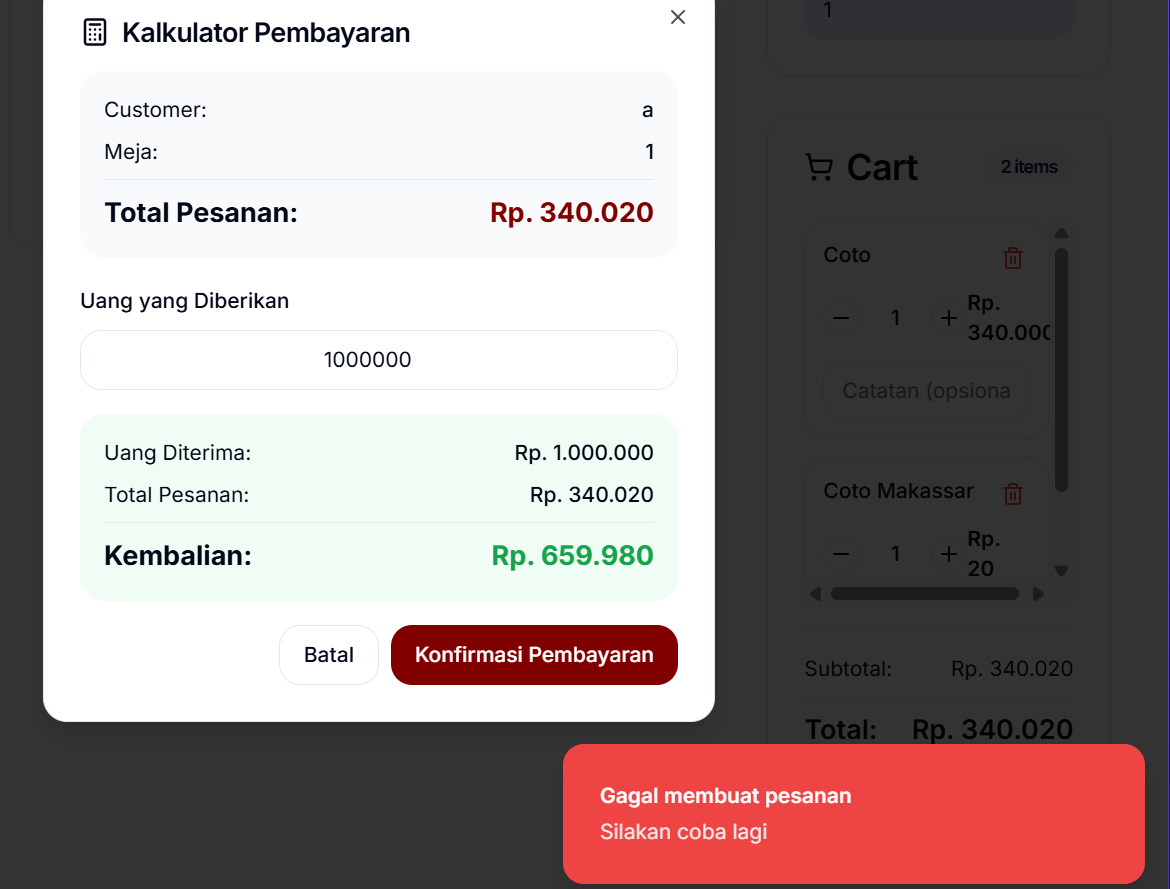 Kalkulator Pembayaran
Customer: a
Meja: 1
Total Pesanan: Rp. 340.020
Uang yang Diberikan
1000000
Uang Diterima: Rp. 1.000.000
Total Pesanan: Rp. 340.020
Kembalian: Rp. 659.980
Batal Konfirmasi Pembayaran
1
Cart 2 items
Coto
1 Rp.
340.000
Catatan (opsiona
Coto Makassar
1 Rp.
20
Subtotal: Rp. 340.020
Total: Rp. 340.020
Gagal membuat pesanan
Silakan coba lagi